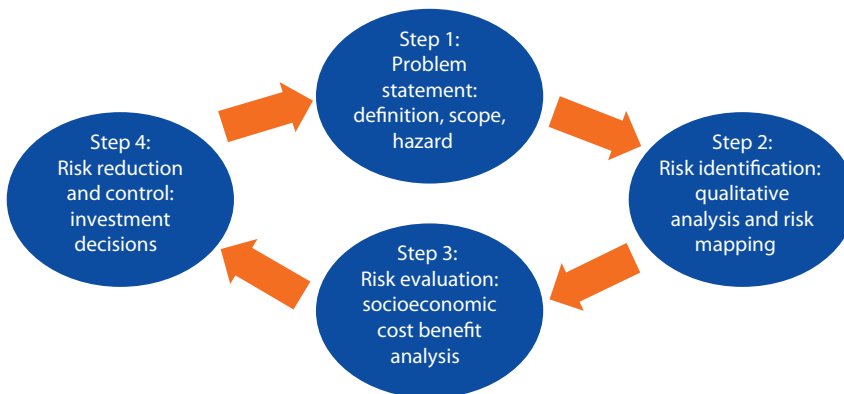 Step 1:
Problem
statement:
definition, scope,
hazard
Step 2:
Risk identification:
qualitative
analysis and risk
mapping
Step 3:
Risk evaluation:
socioeconomic
cost benefit
analysis
Step 4:
Risk reduction
and control:
investment
decisions